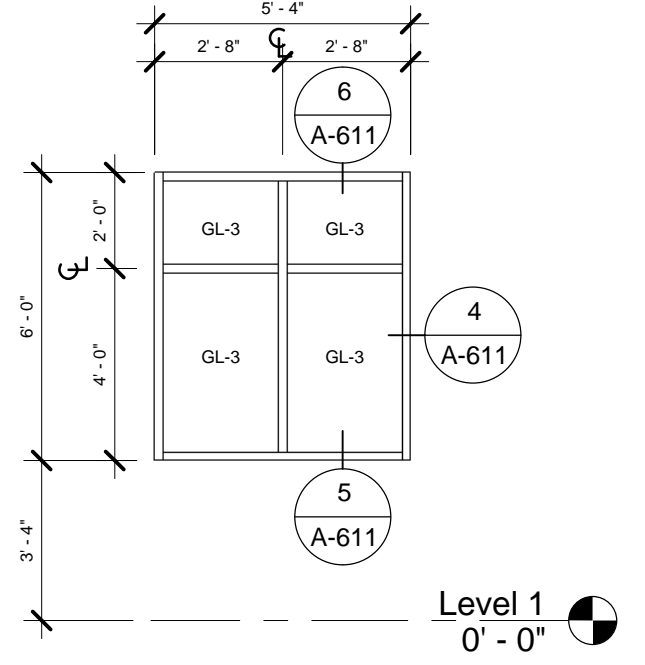 5' - 4"
2' - 8"
℄
2' - 8"
6
A-611
2' - 0"
GL-3
GL-3
℄
6' - 0"
4
A-611
4' - 0"
GL-3
GL-3
5
A-611
3' - 4"
Level 1
0' - 0"